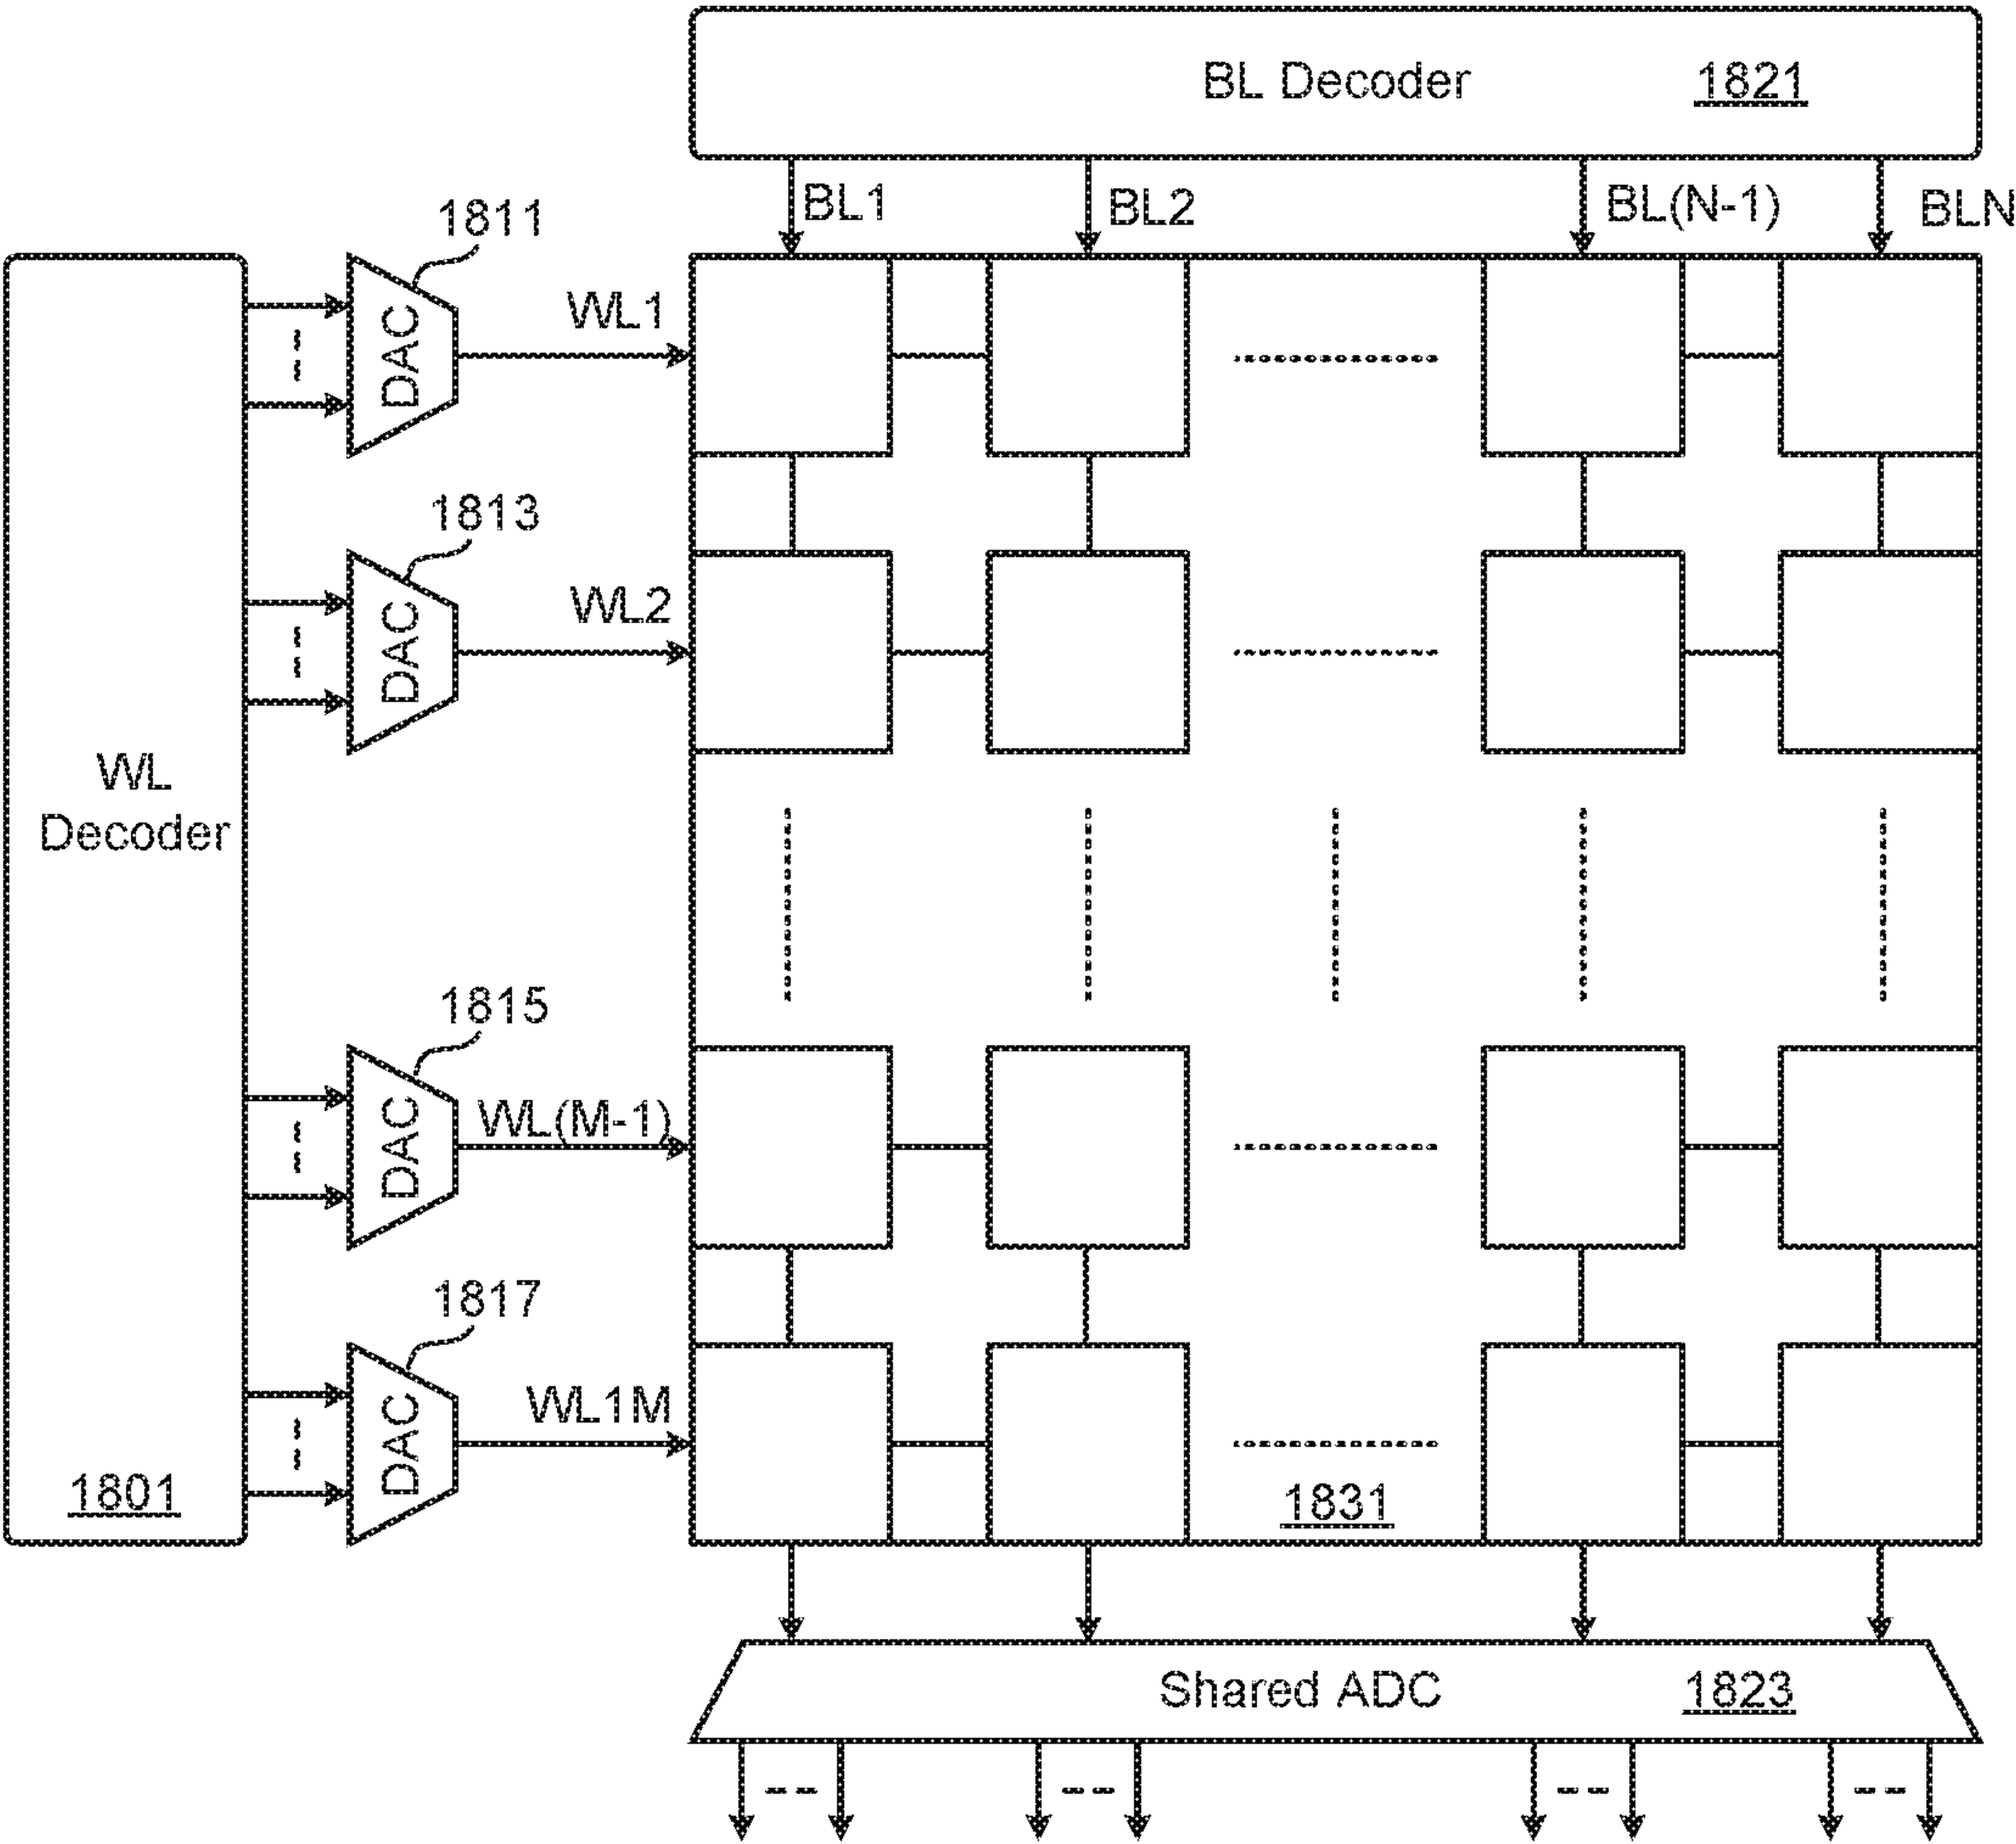 BL Decoder 1821
BL1 BL2 BL(N-1) BLN
1811
DAC
WL1
1813
DAC
WL2
WL
Decoder
1815
DAC
WL(M-1)
1817
DAC
WL1M
1801
1831
Shared ADC 1823